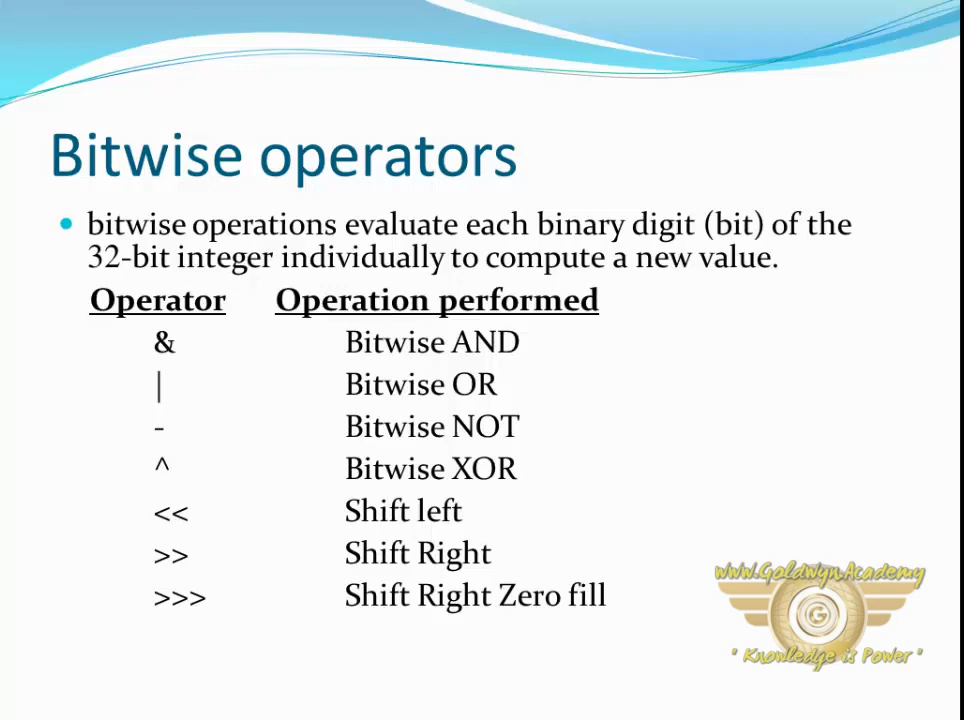 Bitwise operators
• bitwise operations evaluate each binary digit (bit) of the
32-bit integer individually to compute a new value.
Operator Operation performed
& Bitwise AND
| Bitwise OR
- Bitwise NOT
^ Bitwise XOR
<< Shift left
>> Shift Right
>>> Shift Right Zero fill
www.GoldwynAcademy
G
" Knowledge is Power "